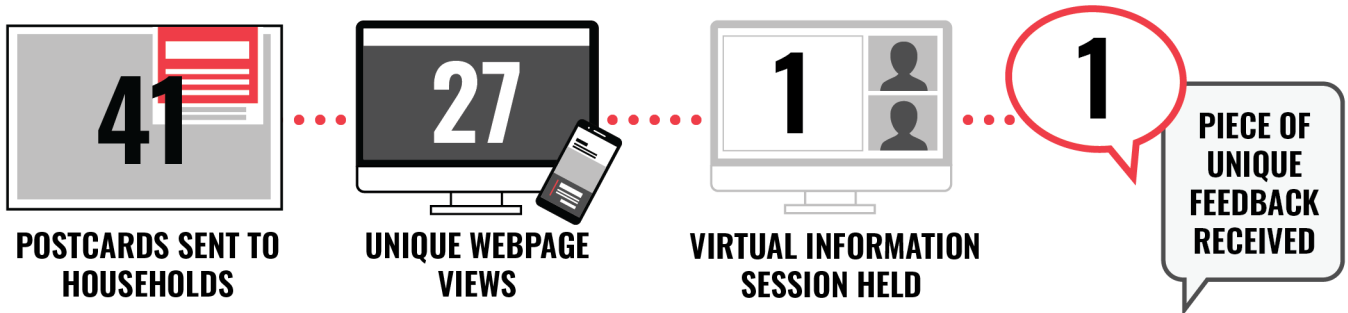 41
POSTCARDS SENT TO
HOUSEHOLDS
27
UNIQUE WEBPAGE
VIEWS
1
VIRTUAL INFORMATION
SESSION HELD
1
PIECE OF
UNIQUE
FEEDBACK
RECEIVED